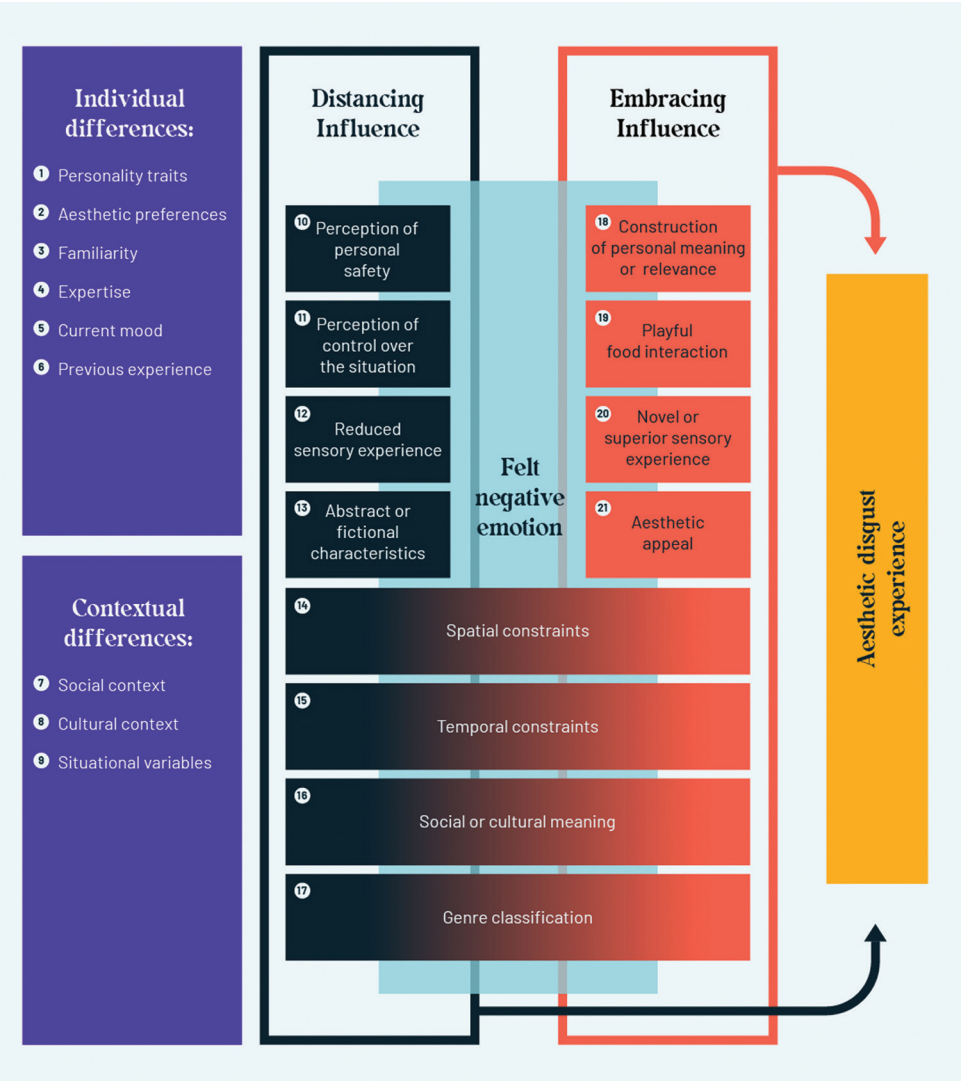 Individual
differences:
1 Personality traits
2 Aesthetic preferences
3 Familiarity
4 Expertise
5 Current mood
6 Previous experience
Contextual
differences:
7 Social context
8 Cultural context
9 Situational variables
Distancing
Influence
10 Perception of
personal
safety
11 Perception of
control over
the situation
12 Reduced
sensory experience
13 Abstract or
fictional
characteristics
Felt
negative
emotion
Embracing
Influence
18 Construction
of personal meaning
or relevance
19 Playful
food interaction
20 Novel or
superior sensory
experience
21 Aesthetic
appeal
14 Spatial constraints
15 Temporal constraints
16 Social or cultural meaning
17 Genre classification
Aesthetic disgust
experience